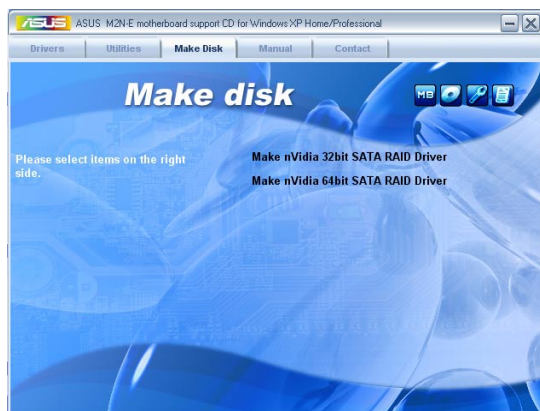 ASUS ASUS M2N-E motherboard support CD for Windows XP Home/Professional
Drivers Utilities Make Disk Manual Contact
Make disk
MB
Please select items on the right
side.
Make nVidia 32bit SATA RAID Driver
Make nVidia 64bit SATA RAID Driver